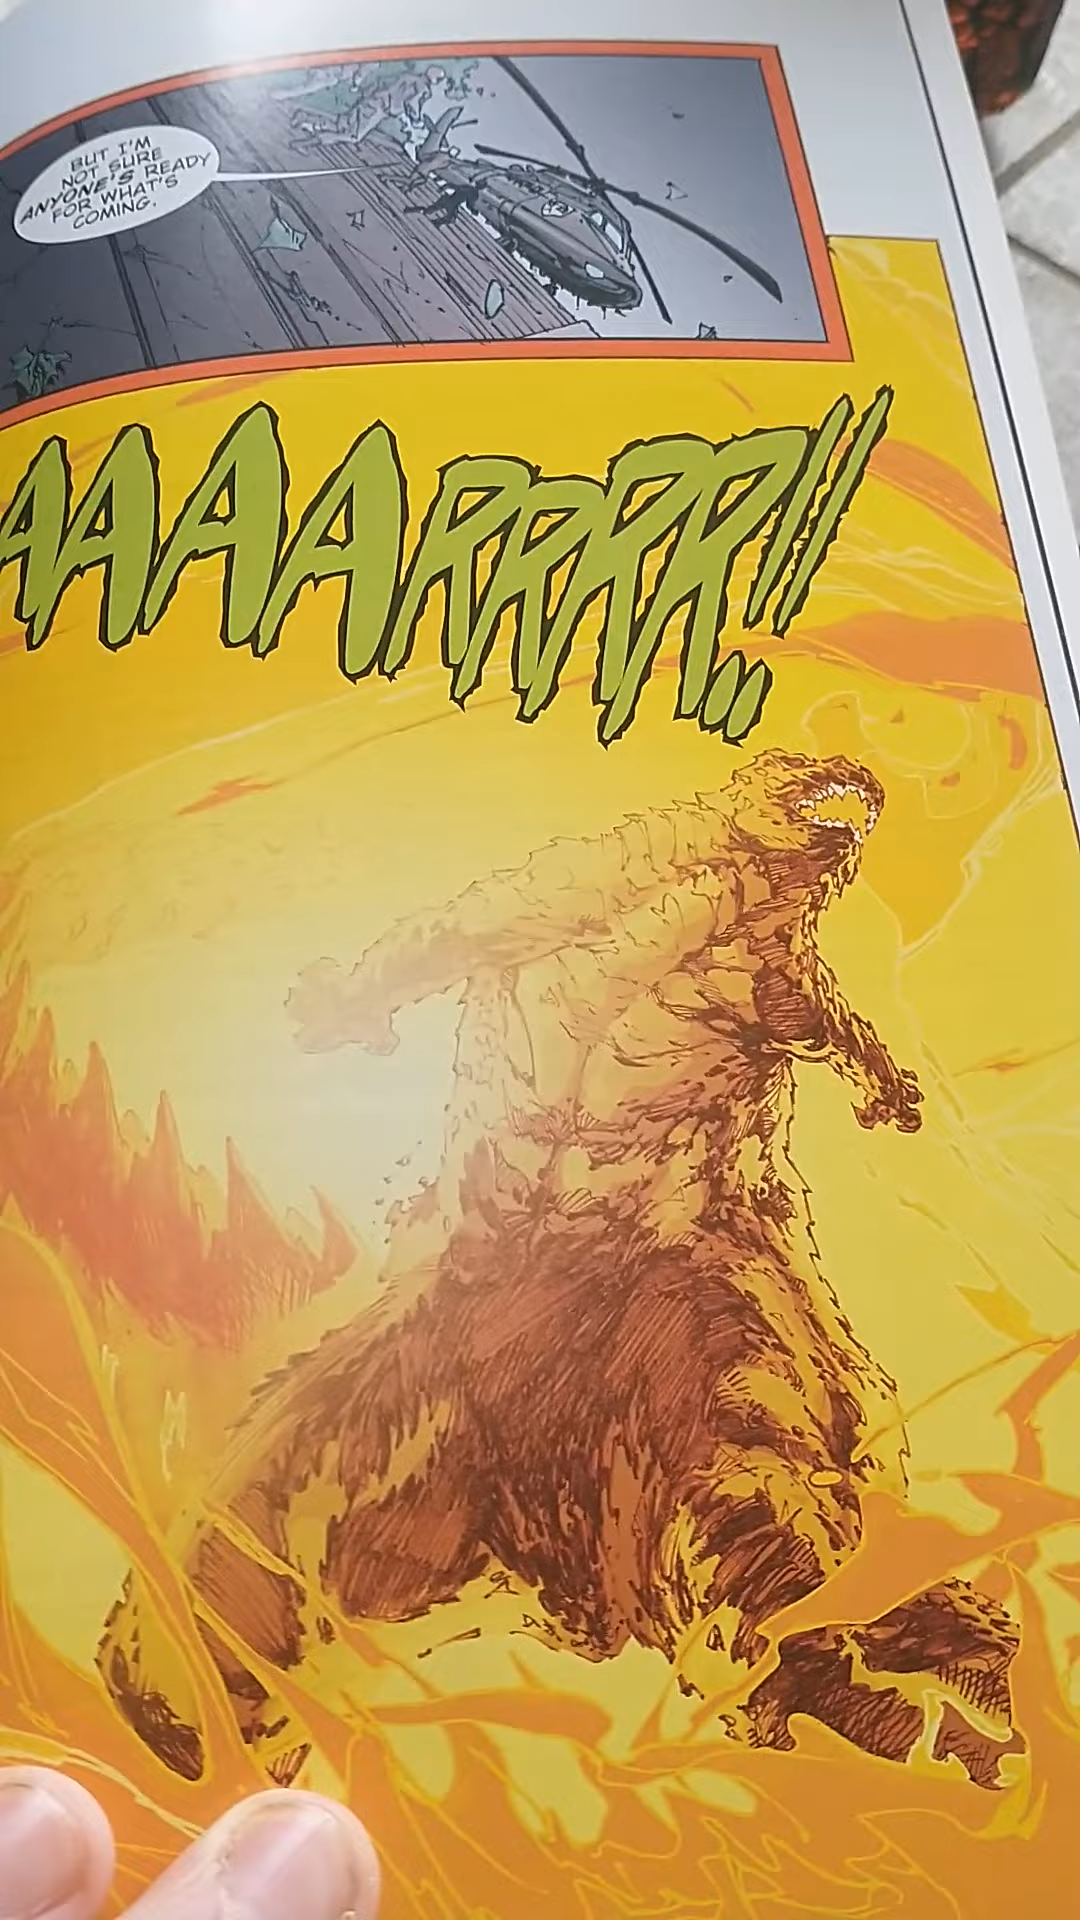 BUT I'M
NOT SURE
ANYONE'S READY
FOR WHAT'S
COMING.
AAAARRRR!!